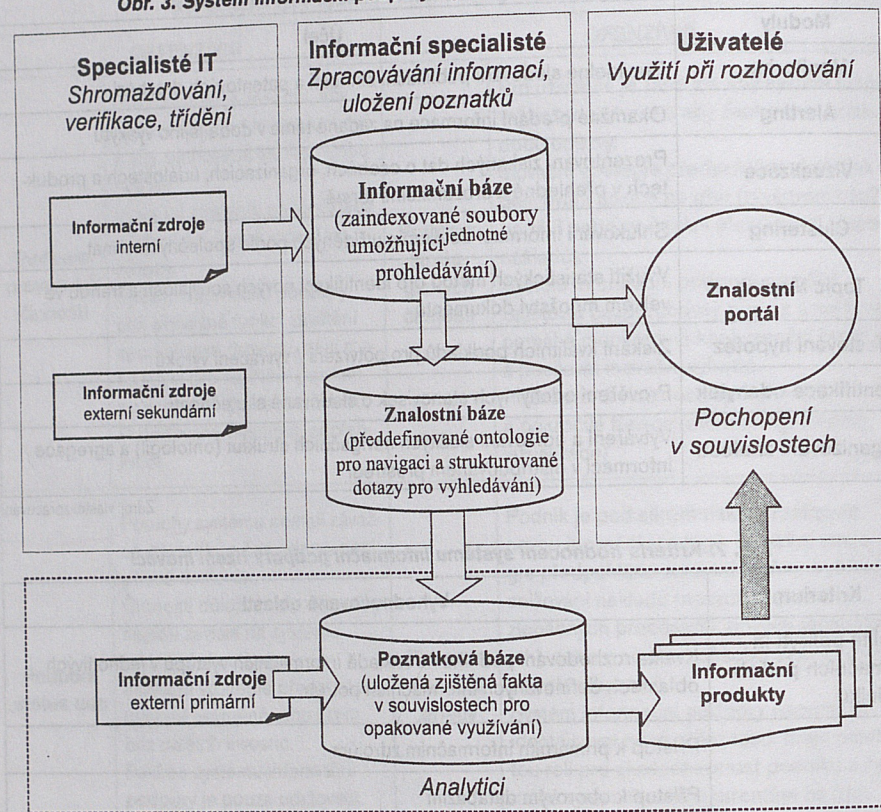 Obr. 3. Systém informační
Specialisté IT
Shromažďování,
verifikace, třídění
Informační specialisté
Zpracovávání informací,
uložení poznatků
Uživatelé
Využití při rozhodování
Informační zdroje
interní
Informační báze
(zaindexované soubory
umožňující jednotné
prohledávání)
Znalostní
portál
Informační zdroje
externí sekundární
Znalostní báze
(předdefinované ontologie
pro navigaci a strukturované
dotazy pro vyhledávání)
Pochopení
v souvislostech
Informační zdroje
externí primární
Poznatková báze
(uložená zjištěná fakta
v souvislostech pro
opakované využívání)
Informační
produkty
Analytici